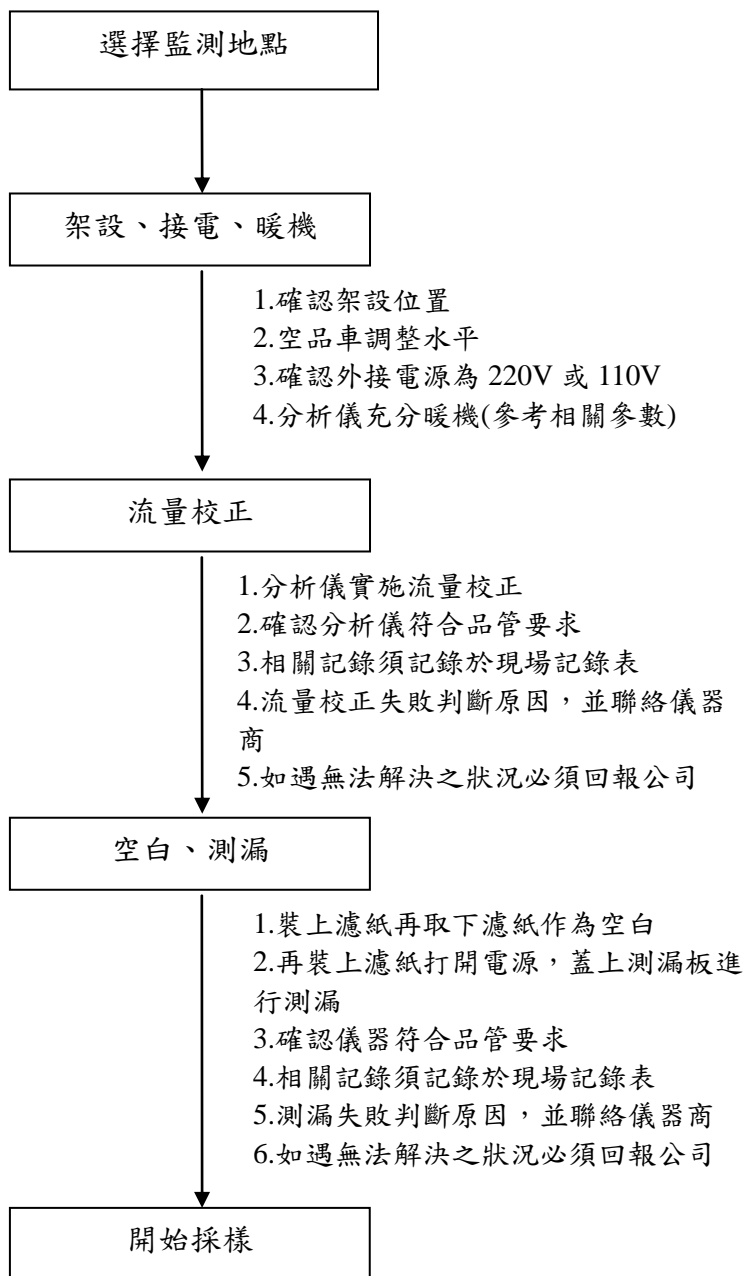 選擇監測地點
架設、接電、暖機
1.確認架設位置
2.空品車調整水平
3.確認外接電源為 220V 或 110V
4.分析儀充分暖機(參考相關參數)
流量校正
1.分析儀實施流量校正
2.確認分析儀符合品管要求
3.相關記錄須記錄於現場記錄表
4.流量校正失敗判斷原因，並聯絡儀器
商
5.如遇無法解決之狀況必須回報公司
空白、測漏
1.裝上濾紙再取下濾紙作為空白
2.再裝上濾紙打開電源，蓋上測漏板進
行測漏
3.確認儀器符合品管要求
4.相關記錄須記錄於現場記錄表
5.測漏失敗判斷原因，並聯絡儀器商
6.如遇無法解決之狀況必須回報公司
開始採樣